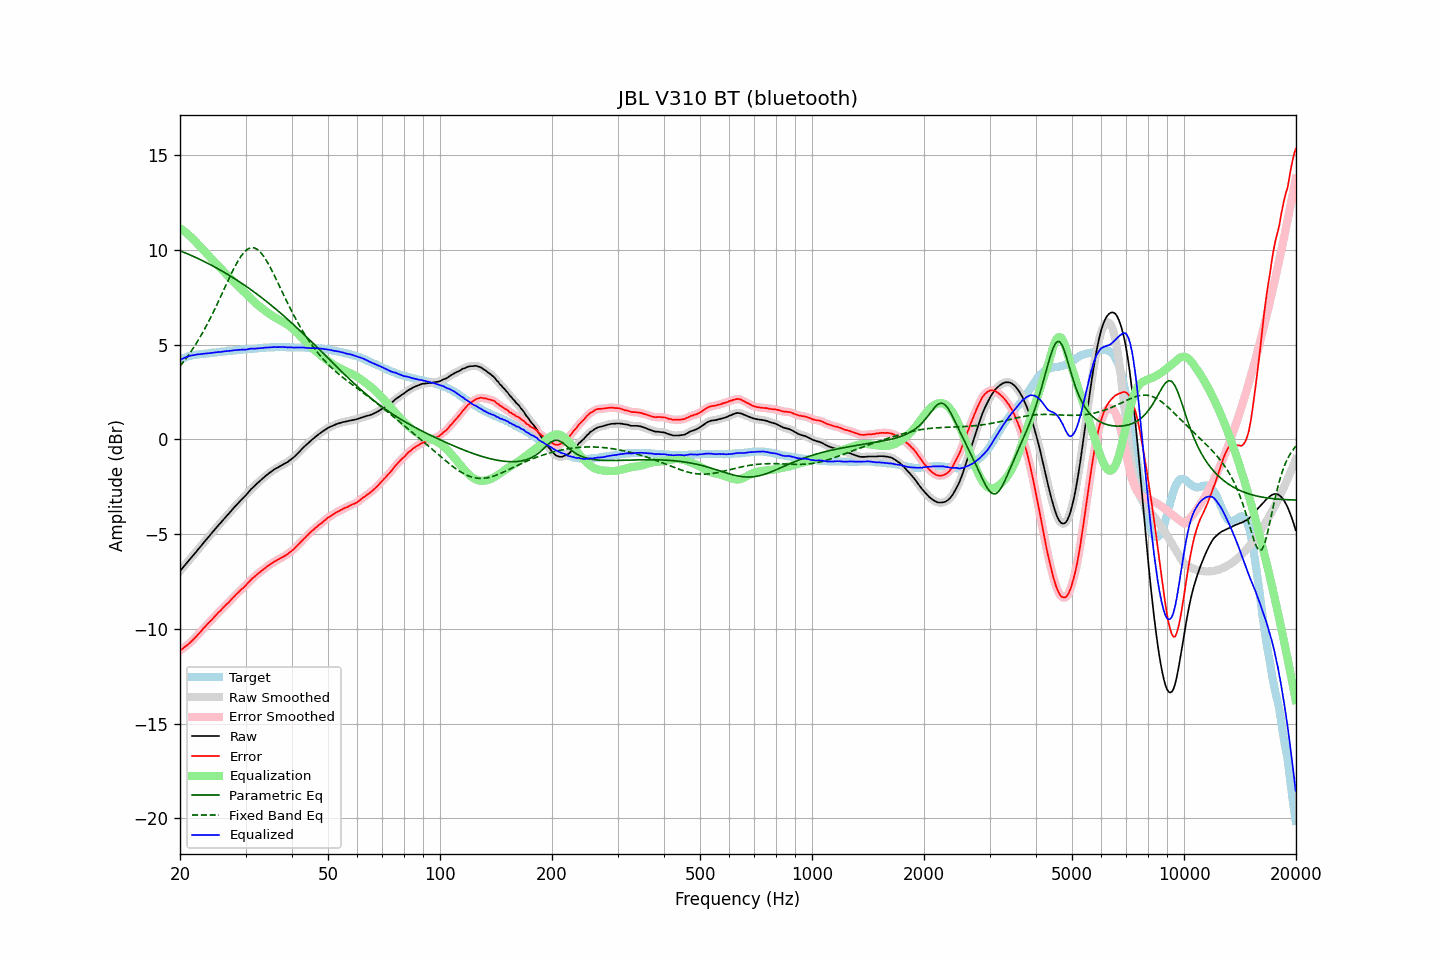 JBL V310 BT (bluetooth)
Amplitude (dBr)
15
10
5
0
−5
−10
−15
−20
Target
Raw Smoothed
Error Smoothed
Raw
Error
Equalization
Parametric Eq
Fixed Band Eq
Equalized
20
50
100
200
500
1000
2000
5000
10000
20000
Frequency (Hz)